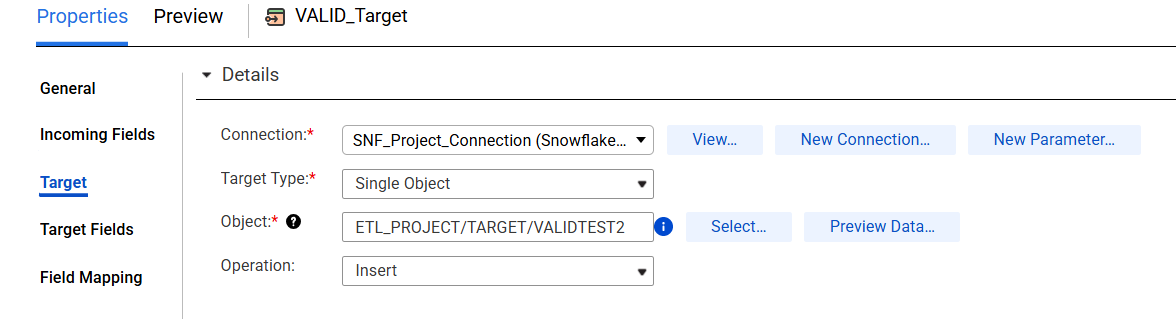 Properties Preview VALID_Target
Details
General
Connection:* SNF_Project_Connection (Snowflake... View... New Connection... New Parameter...
Incoming Fields
Target Type:* Single Object
Target
Object:* ? ETL_PROJECT/TARGET/VALIDTEST2 i Select... Preview Data...
Target Fields
Operation: Insert
Field Mapping